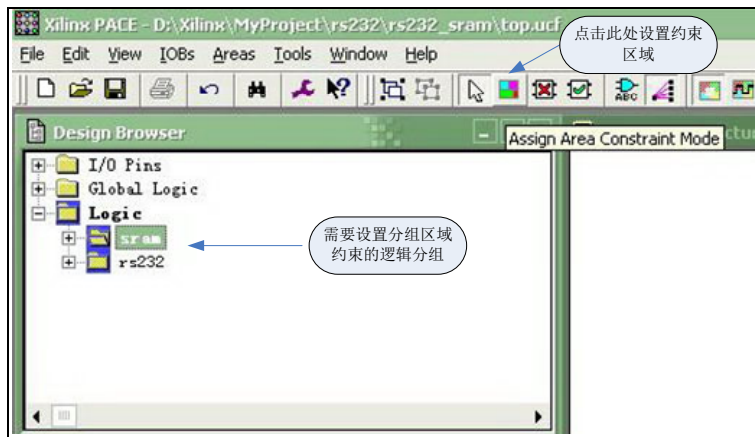 Xilinx PACE - D:\Xilinx\MyProject\rs232\rs232_sram\top.ucf
点击此处设置约束
区域
File Edit View IOBs Areas Tools Window Help
ABC
Design Browser
Assign Area Constraint Mode
I/O Pins
Global Logic
Logic
sram
需要设置分组区域
约束的逻辑分组
rs232